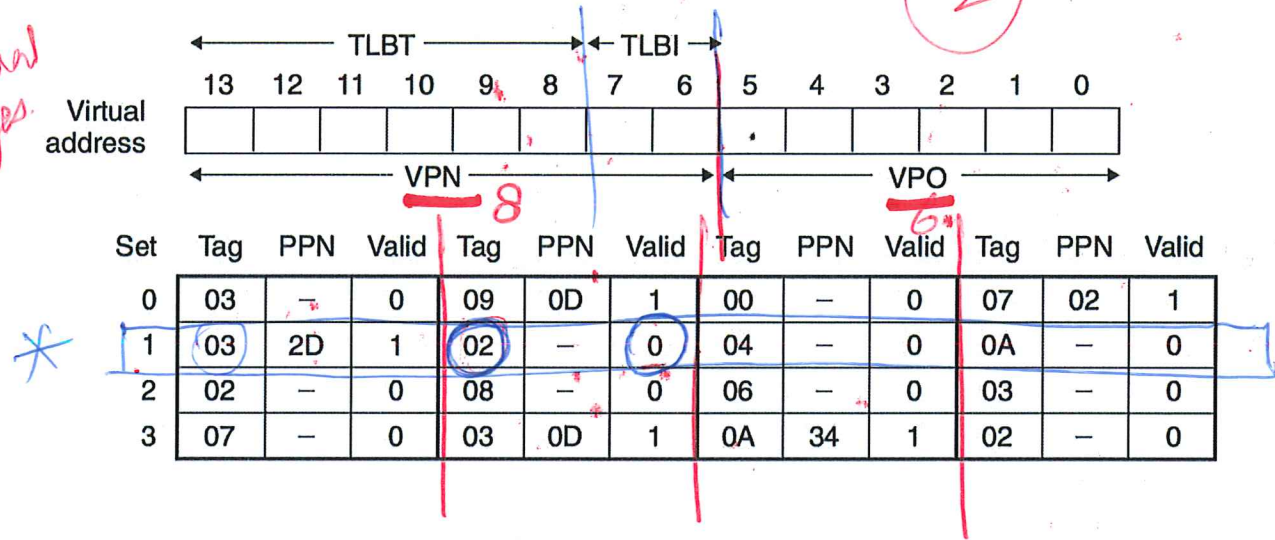 TLBT TLBI
13 12 11 10 9 8 7 6 5 4 3 2 1 0
Virtual
address
VPN 8 VPO 6
Set Tag PPN Valid Tag PPN Valid Tag PPN Valid Tag PPN Valid
0 03 – 0 09 0D 1 00 – 0 07 02 1
* 1 03 2D 1 02 – 0 04 – 0 0A – 0
2 02 – 0 08 – 0 06 – 0 03 – 0
3 07 – 0 03 0D 1 0A 34 1 02 – 0